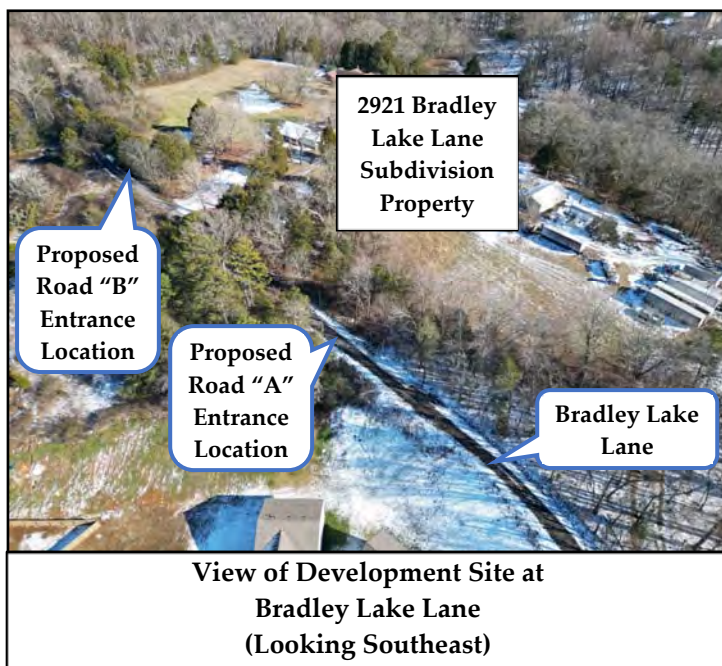 2921 Bradley
Lake Lane
Subdivision
Property
Proposed
Road “B”
Entrance
Location
Proposed
Road “A”
Entrance
Location
Bradley Lake
Lane
View of Development Site at
Bradley Lake Lane
(Looking Southeast)